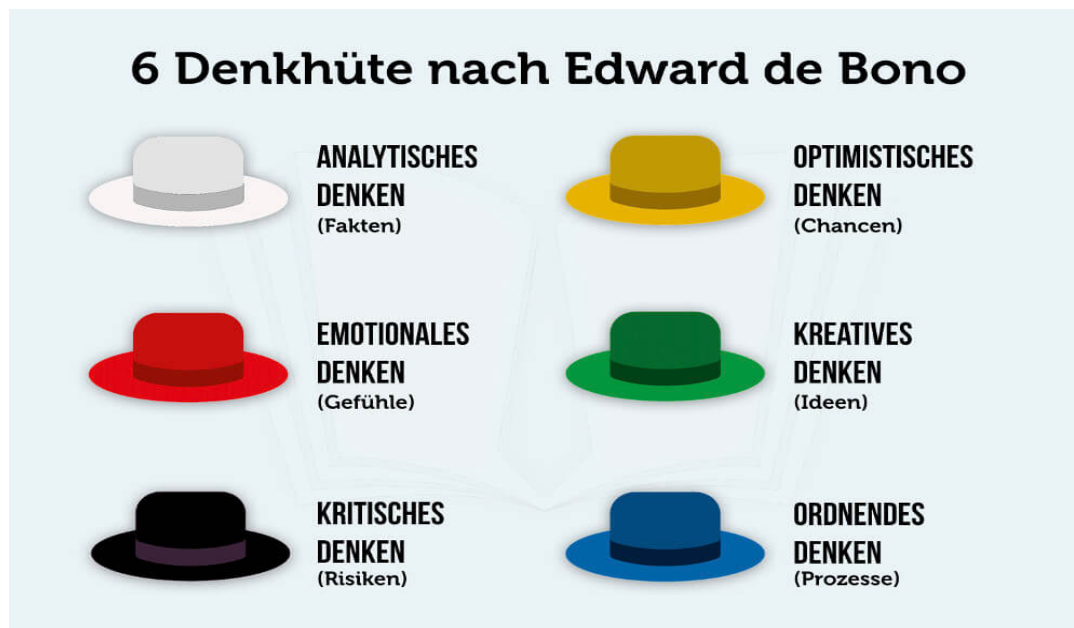 6 Denkhüte nach Edward de Bono
ANALYTISCHES
DENKEN
(Fakten)
OPTIMISTISCHES
DENKEN
(Chancen)
EMOTIONALES
DENKEN
(Gefühle)
KREATIVES
DENKEN
(Ideen)
KRITISCHES
DENKEN
(Risiken)
ORDNENDES
DENKEN
(Prozesse)